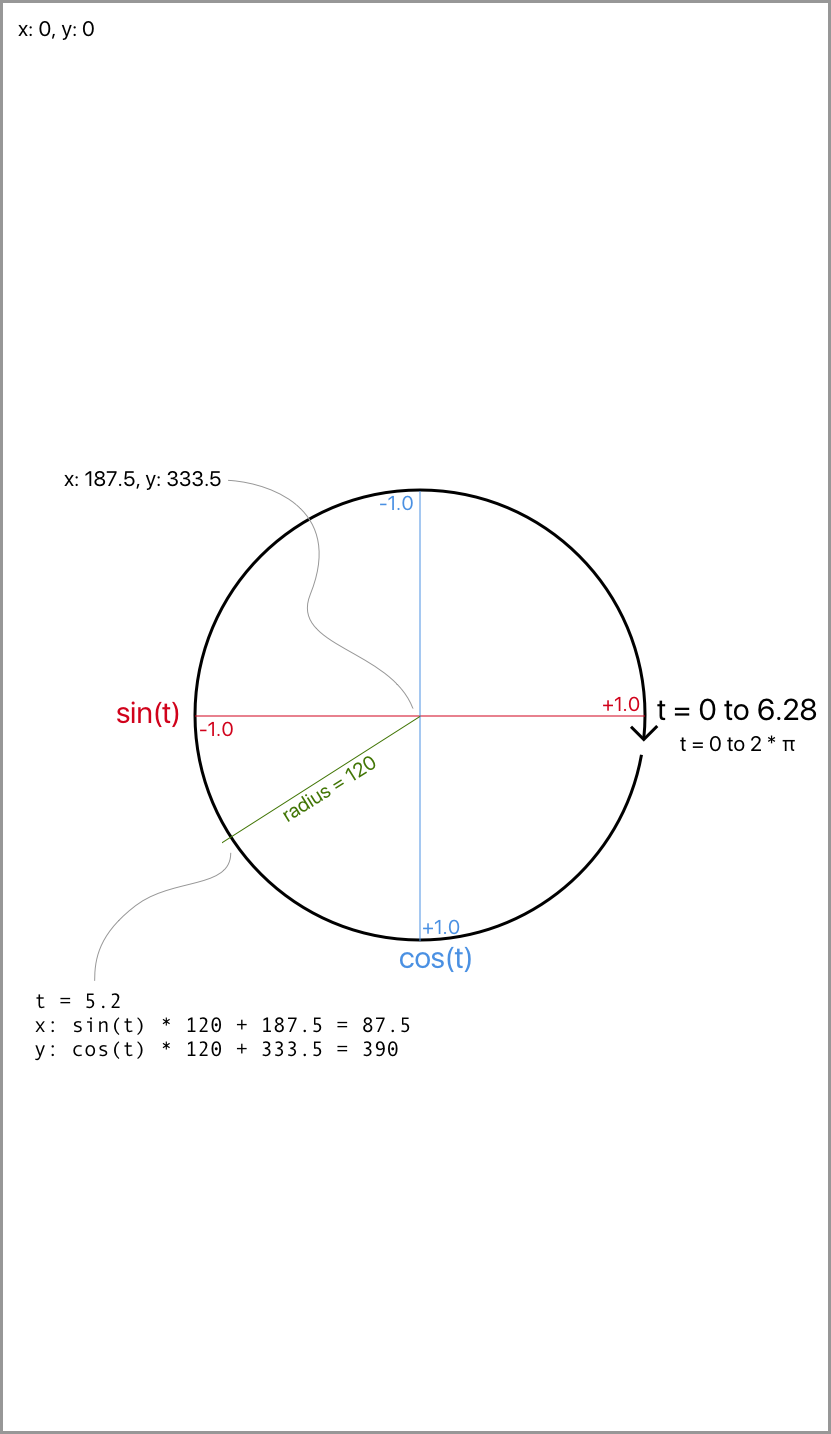 x: 0, y: 0
x: 187.5, y: 333.5
-1.0
sin(t)
-1.0
+1.0
t = 0 to 6.28
t = 0 to 2 * π
radius = 120
+1.0
cos(t)
t = 5.2
x: sin(t) * 120 + 187.5 = 87.5
y: cos(t) * 120 + 333.5 = 390